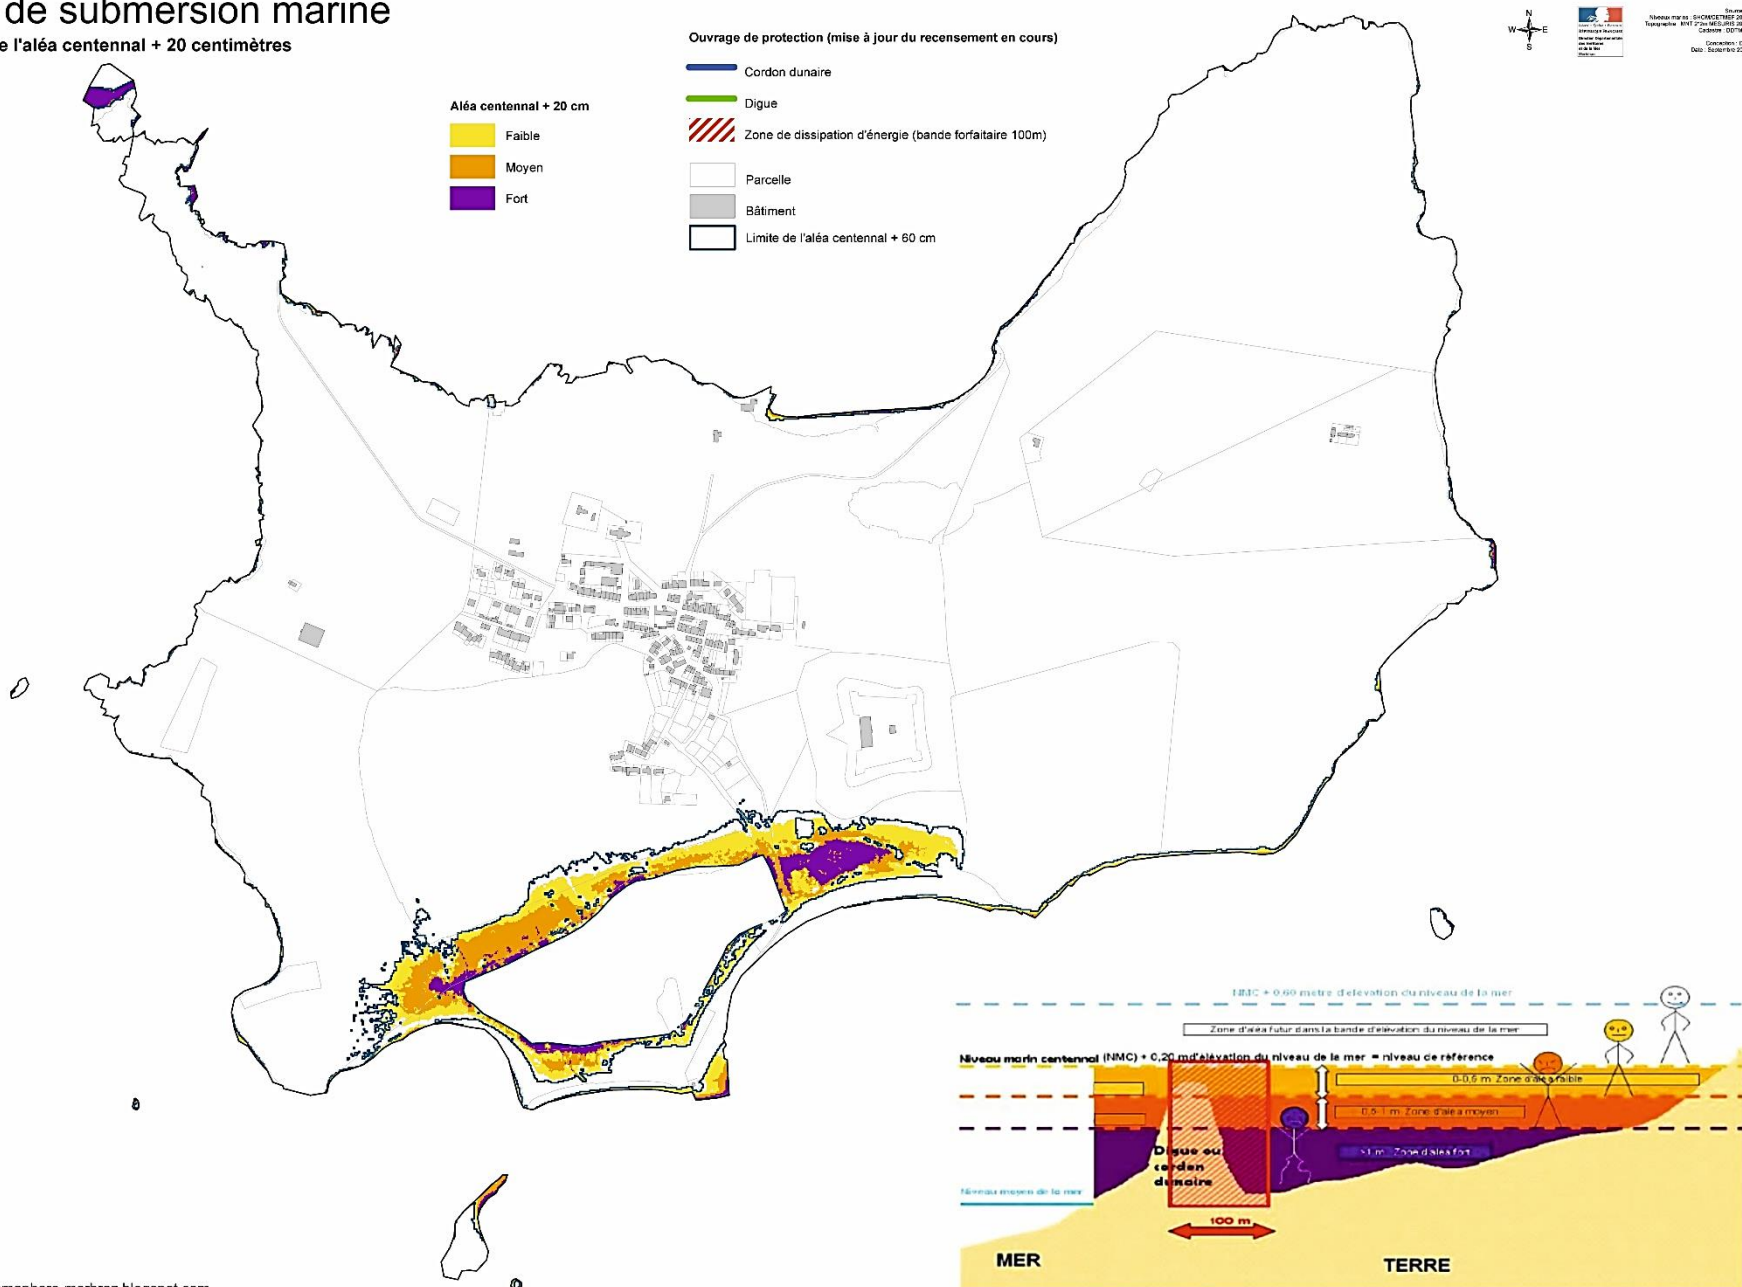 de submersion marine
e l'aléa centennal + 20 centimètres
Aléa centennal + 20 cm
Faible
Moyen
Fort
Ouvrage de protection (mise à jour du recensement en cours)
Cordon dunaire
Digue
Zone de dissipation d'énergie (bande forfaitaire 100m)
Parcelle
Bâtiment
Limite de l'aléa centennal + 60 cm
N
W E
S
NMC + 0,60 metre d'elevation du niveau de la mer
Zone d'aléa futur dans la bande d'élévation du niveau de la mer
Niveau marin centennal (NMC) + 0,20 md'élévation du niveau de la mer = niveau de référence
0-0,5 m Zone d'aléa faible
0,5-1 m Zone d'aléa moyen
>1 m Zone d'aléa fort
Digue ou
cordon
dunaire
Niveau moyen de la mer
100 m
MER
TERRE